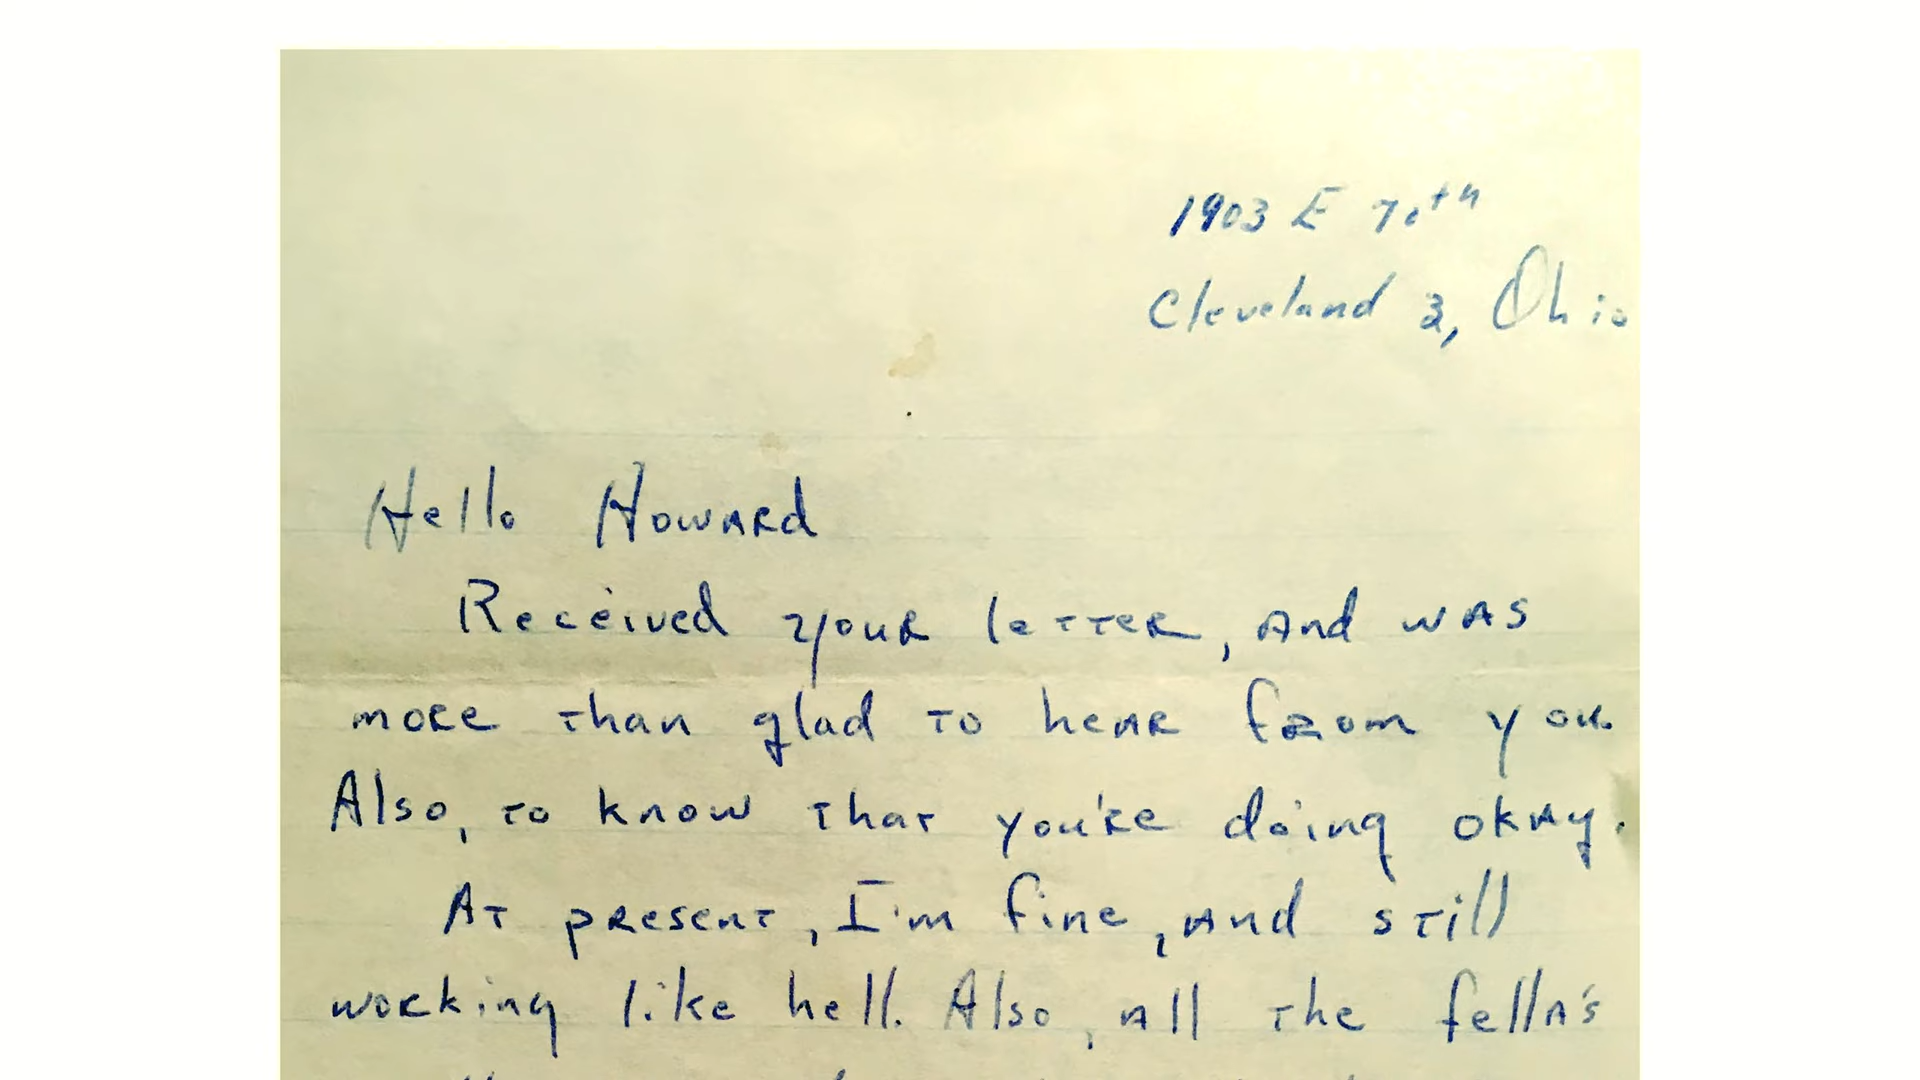 1903 E 70th
Cleveland 3, Ohio
Hello Howard
Received your letter, and was
more than glad to hear from you.
Also, to know that you're doing okay.
At present, I'm fine, and still
working like hell. Also, all the fella's